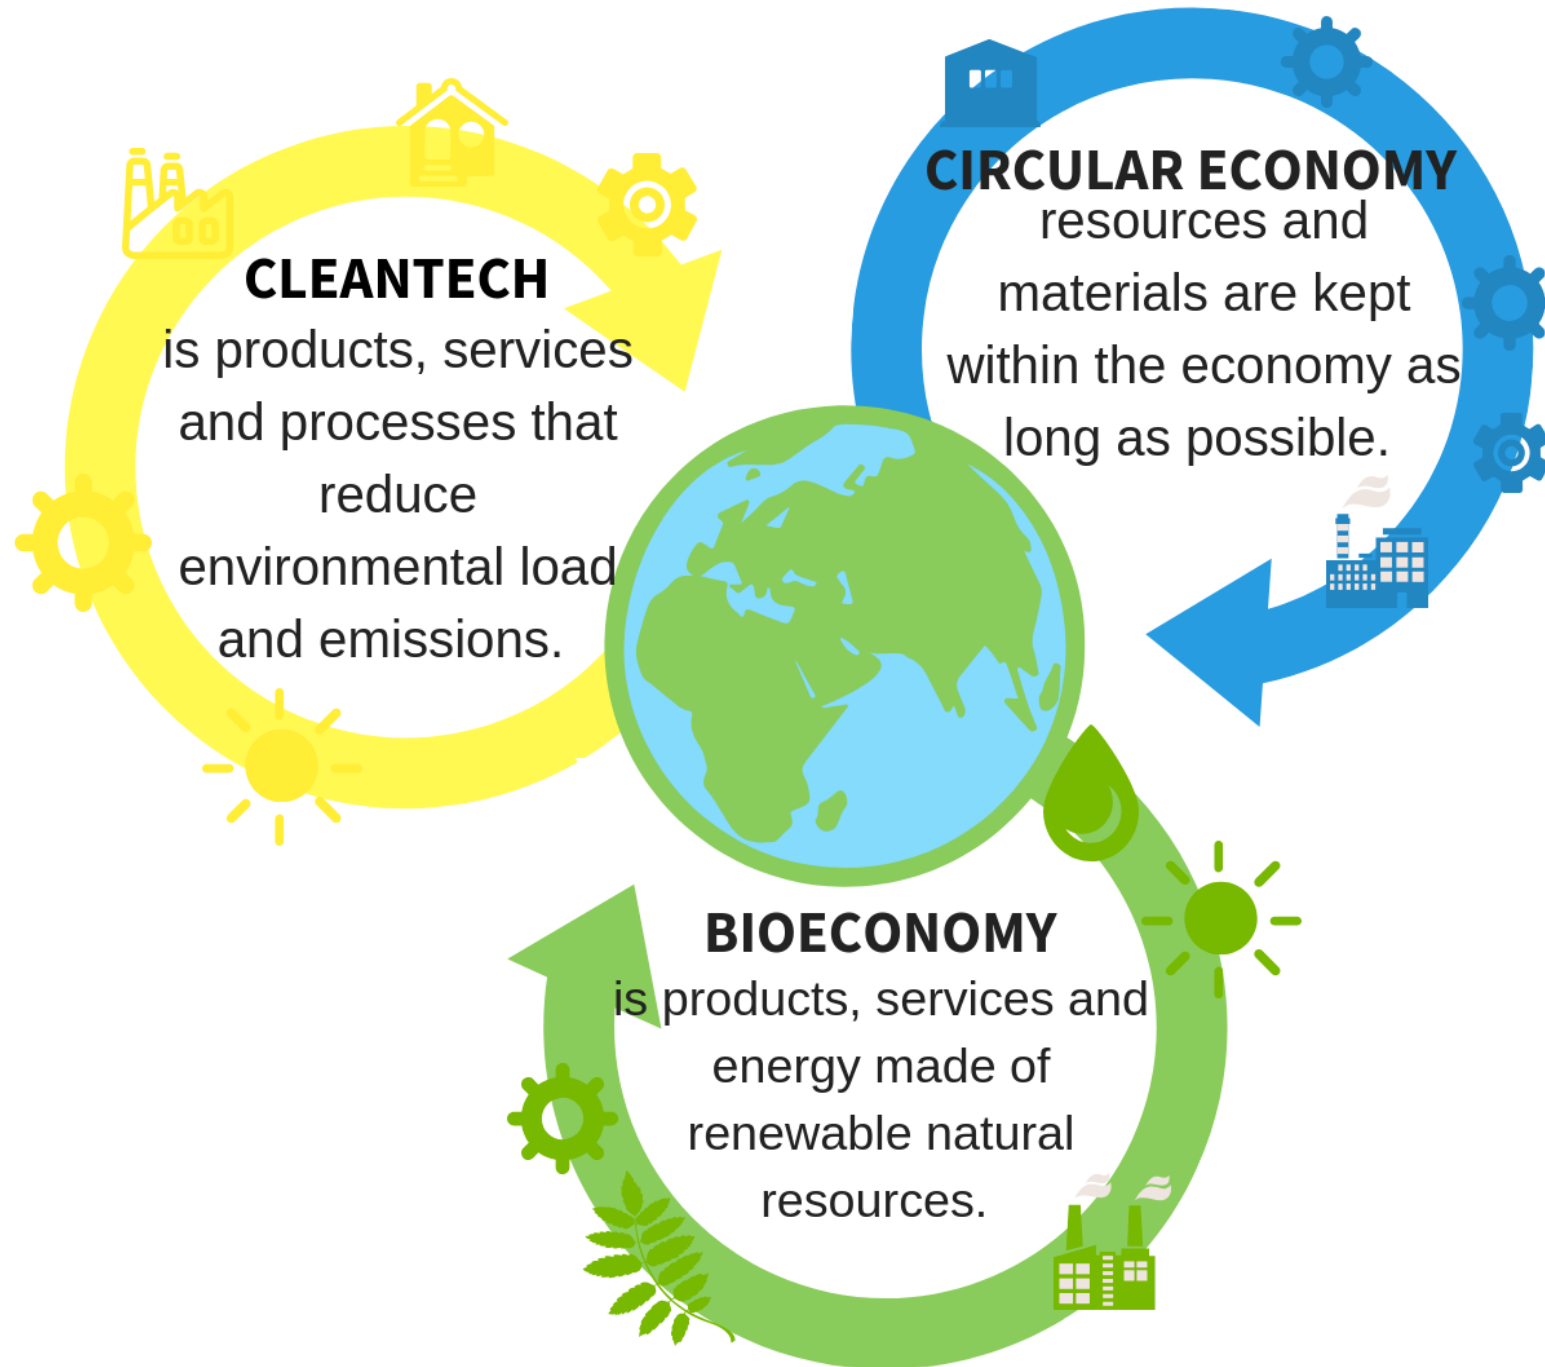 CLEANTECH
is products, services
and processes that
reduce
environmental load
and emissions.
CIRCULAR ECONOMY
resources and
materials are kept
within the economy as
long as possible.
BIOECONOMY
is products, services and
energy made of
renewable natural
resources.